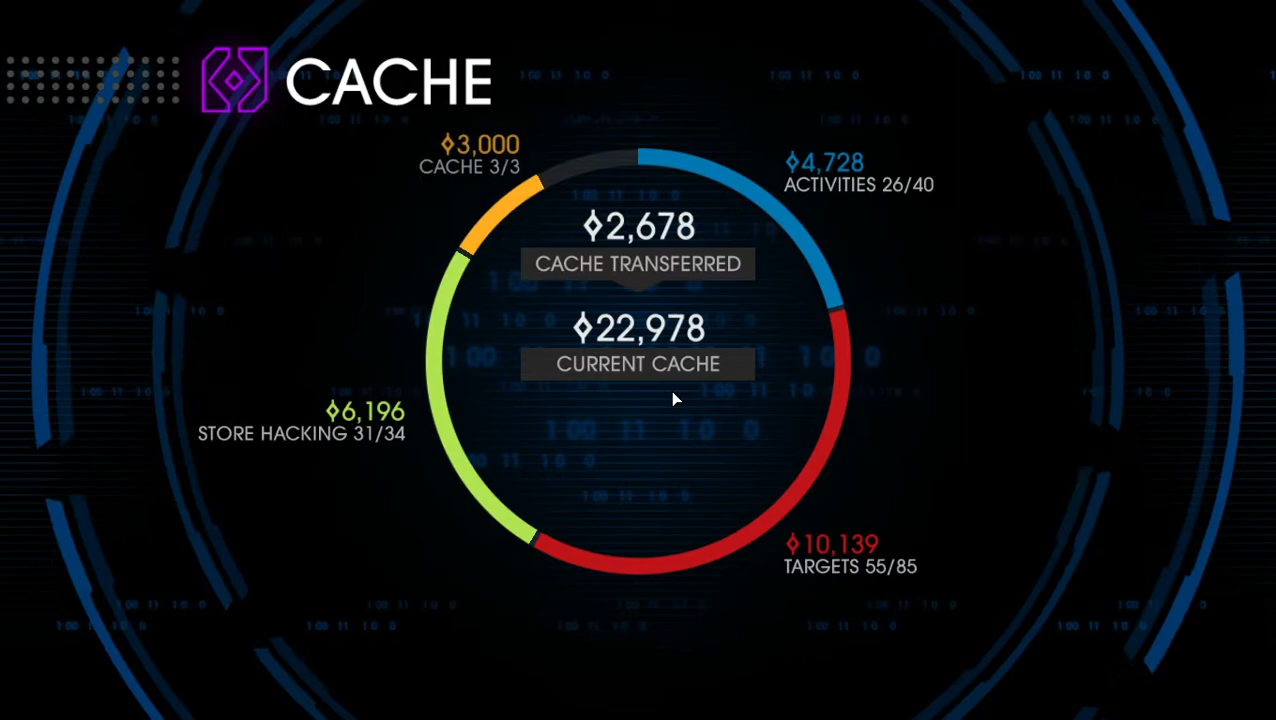 CACHE
3,000
CACHE 3/3
4,728
ACTIVITIES 26/40
2,678
CACHE TRANSFERRED
22,978
CURRENT CACHE
6,196
STORE HACKING 31/34
10,139
TARGETS 55/85